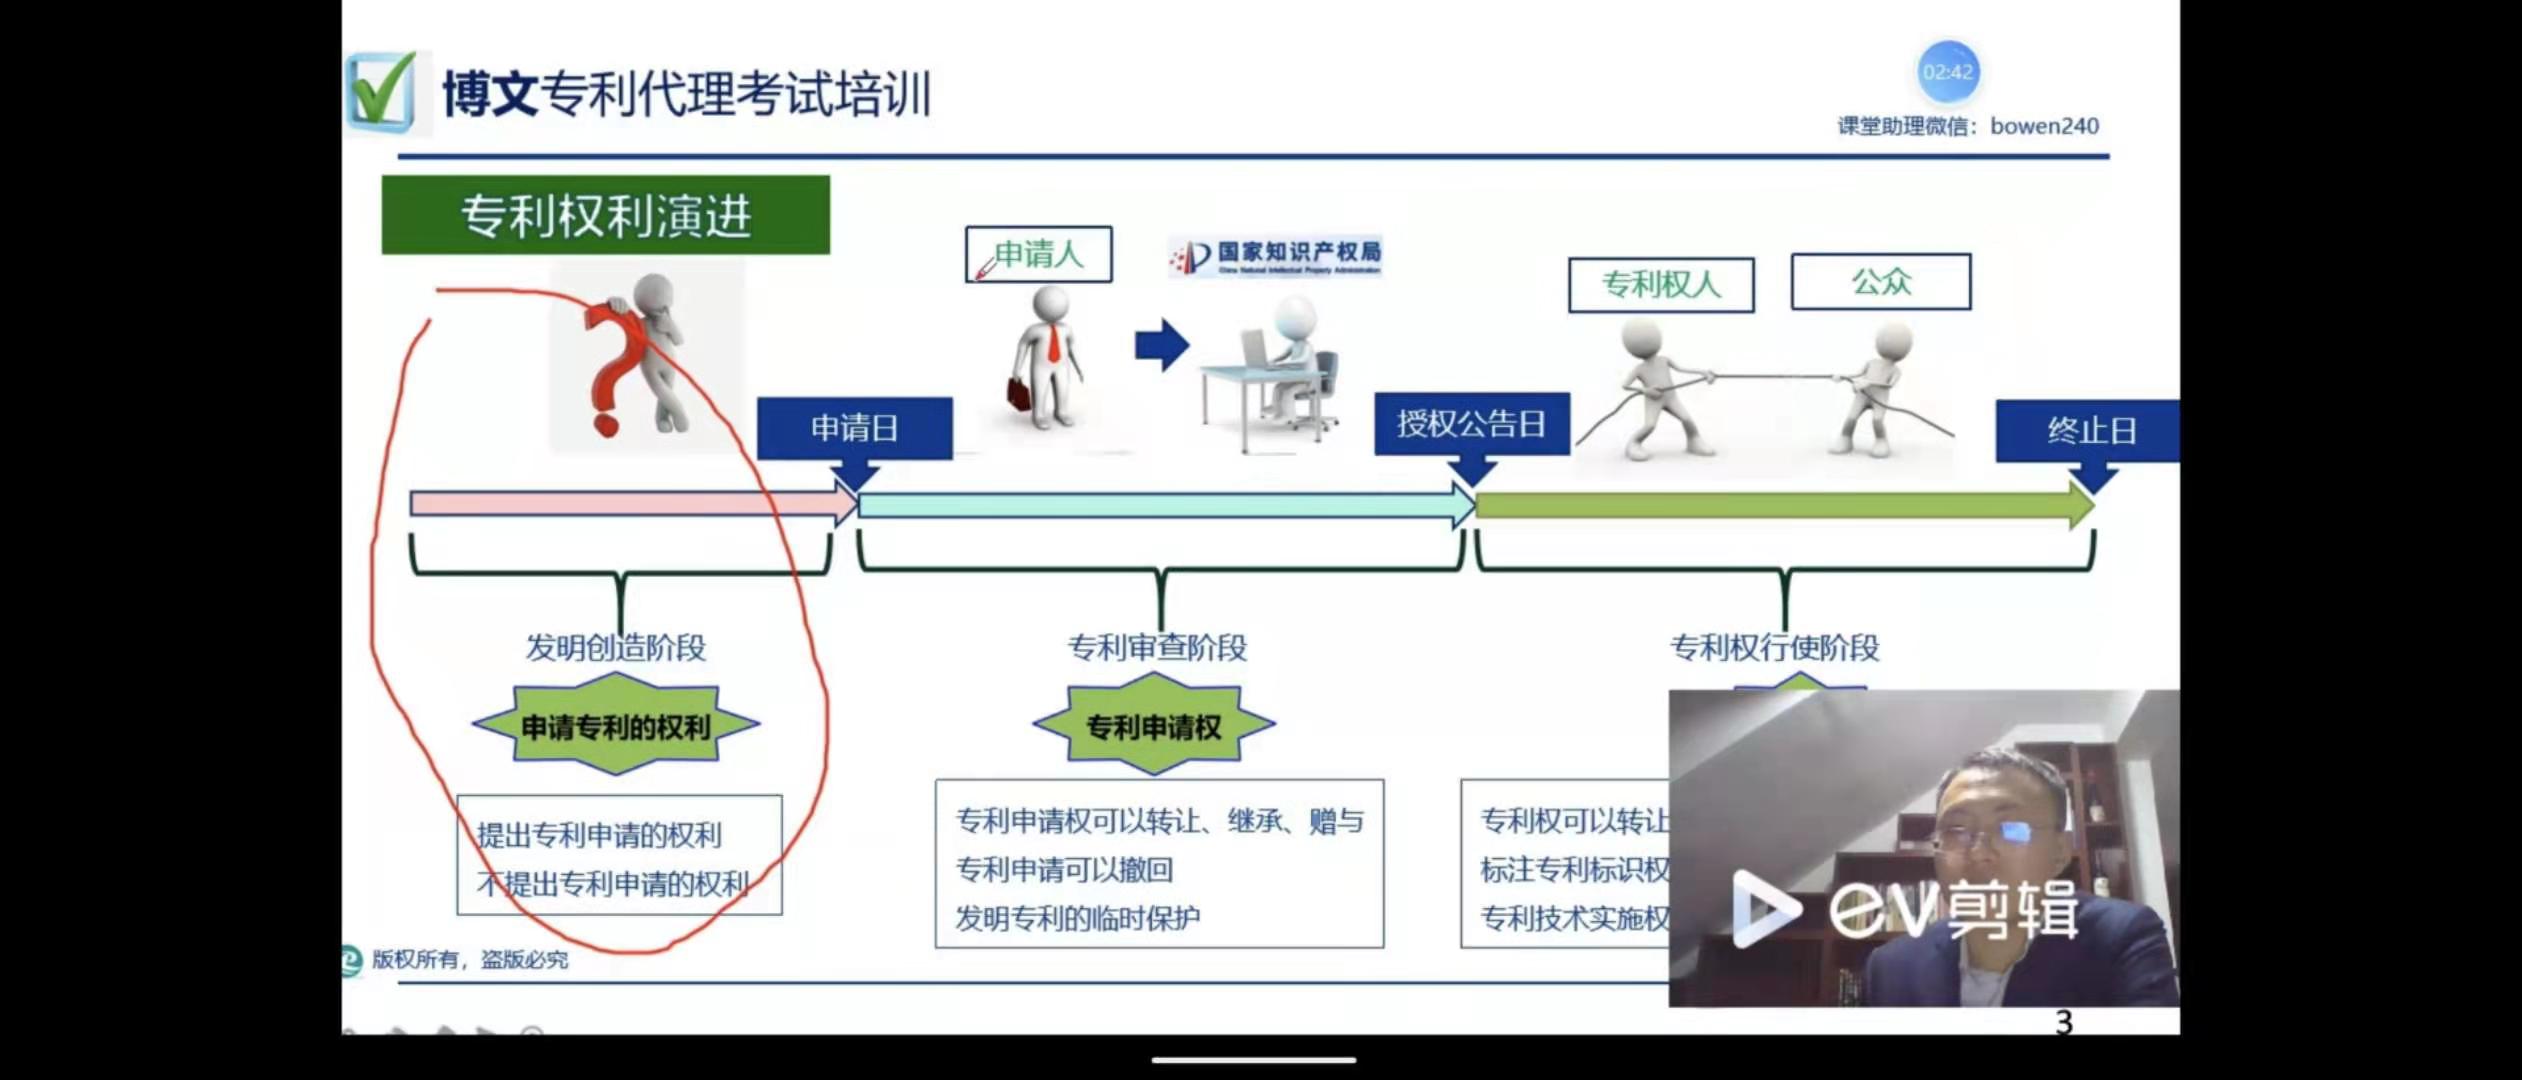 博文专利代理考试培训
02:42
课堂助理微信：bowen240
专利权利演进
申请人
国家知识产权局
China National Intellectual Property Administration
专利权人
公众
申请日
授权公告日
终止日
发明创造阶段
专利审查阶段
专利权行使阶段
申请专利的权利
专利申请权
提出专利申请的权利
不提出专利申请的权利
专利申请权可以转让、继承、赠与
专利申请可以撤回
发明专利的临时保护
专利权可以转让
标注专利标识权
专利技术实施权
ev剪辑
版权所有，盗版必究
3